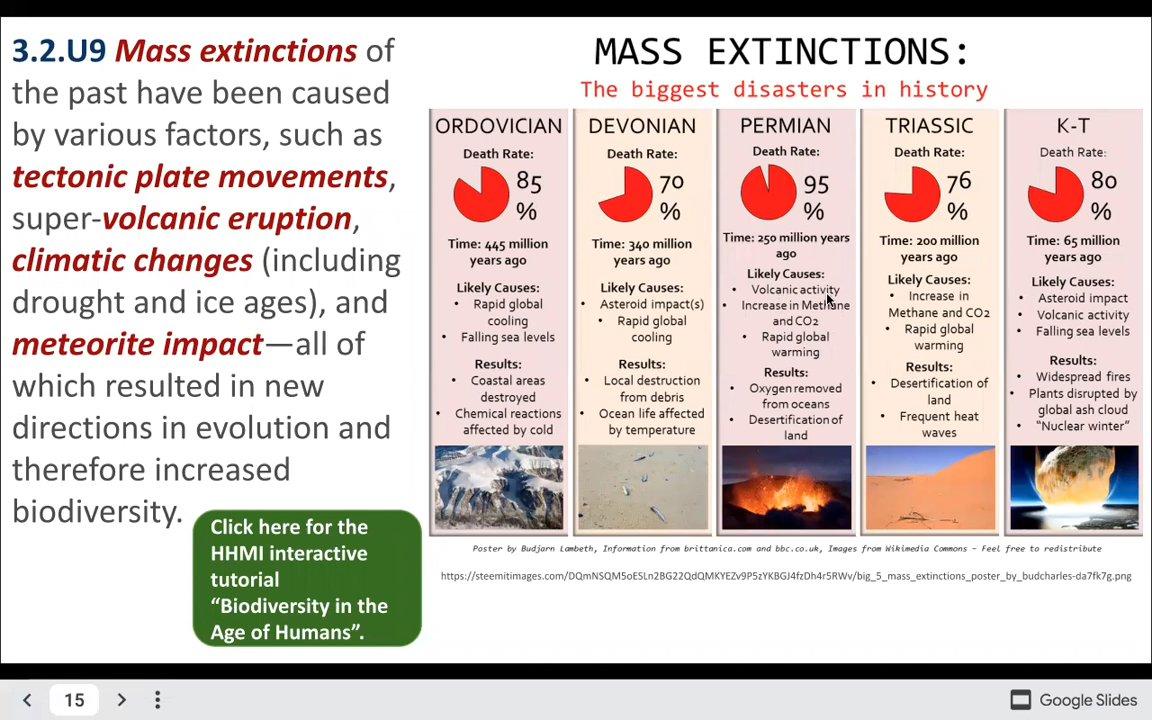 3.2.U9 Mass extinctions of
the past have been caused
by various factors, such as
tectonic plate movements,
super-volcanic eruption,
climatic changes (including
drought and ice ages), and
meteorite impact—all of
which resulted in new
directions in evolution and
therefore increased
biodiversity.
Click here for the
HHMI interactive
tutorial
“Biodiversity in the
Age of Humans”.
MASS EXTINCTIONS:
The biggest disasters in history
ORDOVICIAN
Death Rate:
85
%
Time: 445 million
years ago
Likely Causes:
• Rapid global
cooling
• Falling sea levels
Results:
• Coastal areas
destroyed
• Chemical reactions
affected by cold
DEVONIAN
Death Rate:
70
%
Time: 340 million
years ago
Likely Causes:
• Asteroid impact(s)
• Rapid global
cooling
Results:
• Local destruction
from debris
• Ocean life affected
by temperature
PERMIAN
Death Rate:
95
%
Time: 250 million years
ago
Likely Causes:
• Volcanic activity
• Increase in Methane
and CO2
• Rapid global
warming
Results:
• Oxygen removed
from oceans
• Desertification of
land
TRIASSIC
Death Rate:
76
%
Time: 200 million
years ago
Likely Causes:
• Increase in
Methane and CO2
• Rapid global
warming
Results:
• Desertification of
land
• Frequent heat
waves
K-T
Death Rate:
80
%
Time: 65 million
years ago
Likely Causes:
• Asteroid impact
• Volcanic activity
• Falling sea levels
Results:
• Widespread fires
• Plants disrupted by
global ash cloud
• “Nuclear winter”
Poster by Budjarn Lambeth, Information from brittanica.com and bbc.co.uk, Images from Wikimedia Commons – Feel free to redistribute
https://steemitimages.com/DQmNSQM5oESLn2BG22QdQMKYEZv9P5zYKBGJ4fzDh4r5RWv/big_5_mass_extinctions_poster_by_budcharles-da7fk7g.png
15
Google Slides